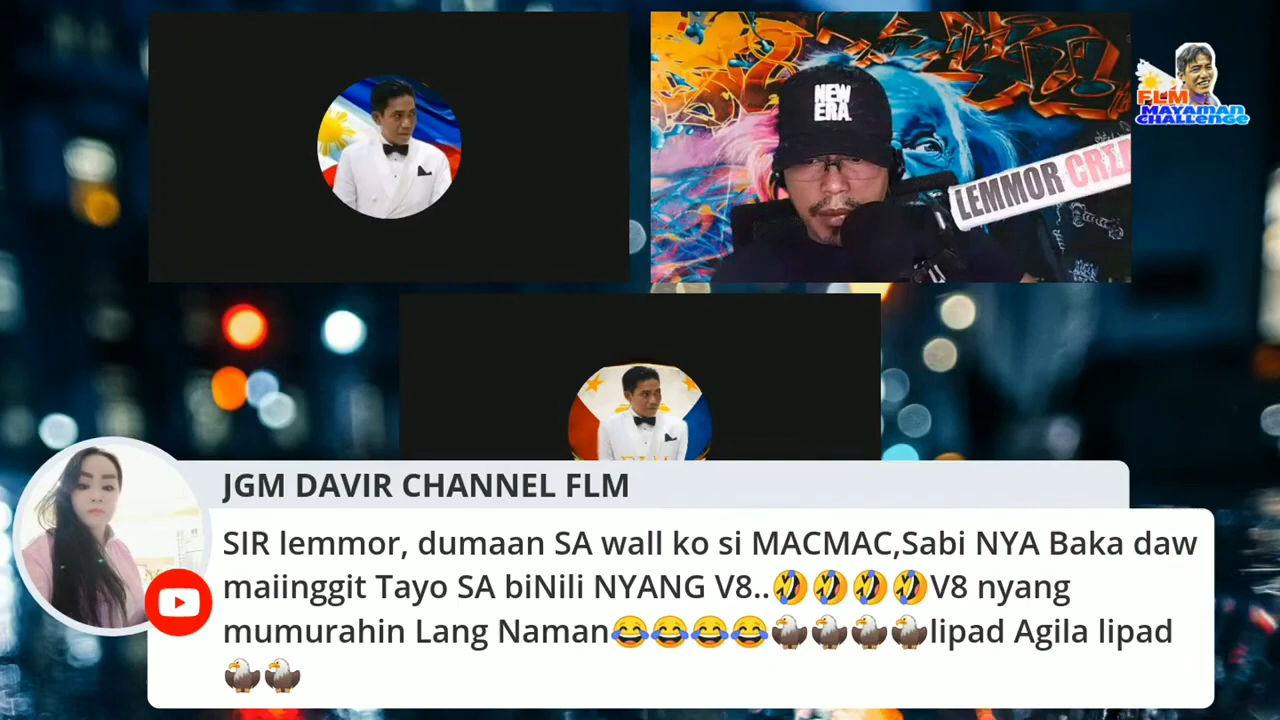 NEW
ERA
FLM
MAYAMAN
CHALLENGE
LEMMOR
JGM DAVIR CHANNEL FLM
SIR lemmor, dumaan SA wall ko si MACMAC,Sabi NYA Baka daw
maiinggit Tayo SA biNili NYANG V8..🤣🤣🤣🤣V8 nyang
mumurahin Lang Naman😂😂😂😂🦅🦅🦅🦅lipad Agila lipad
🦅🦅